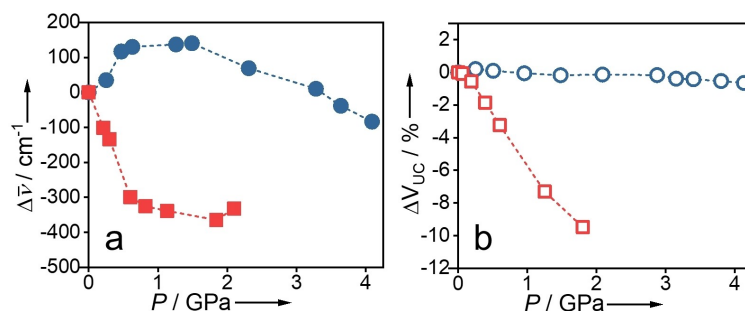 200
100
0
-100
-200
-300
-400
-500
Δν̅ / cm⁻¹
a
0 1 2 3 4
P / GPa
2
0
-2
-4
-6
-8
-10
-12
ΔV_UC / %
b
0 1 2 3 4
P / GPa